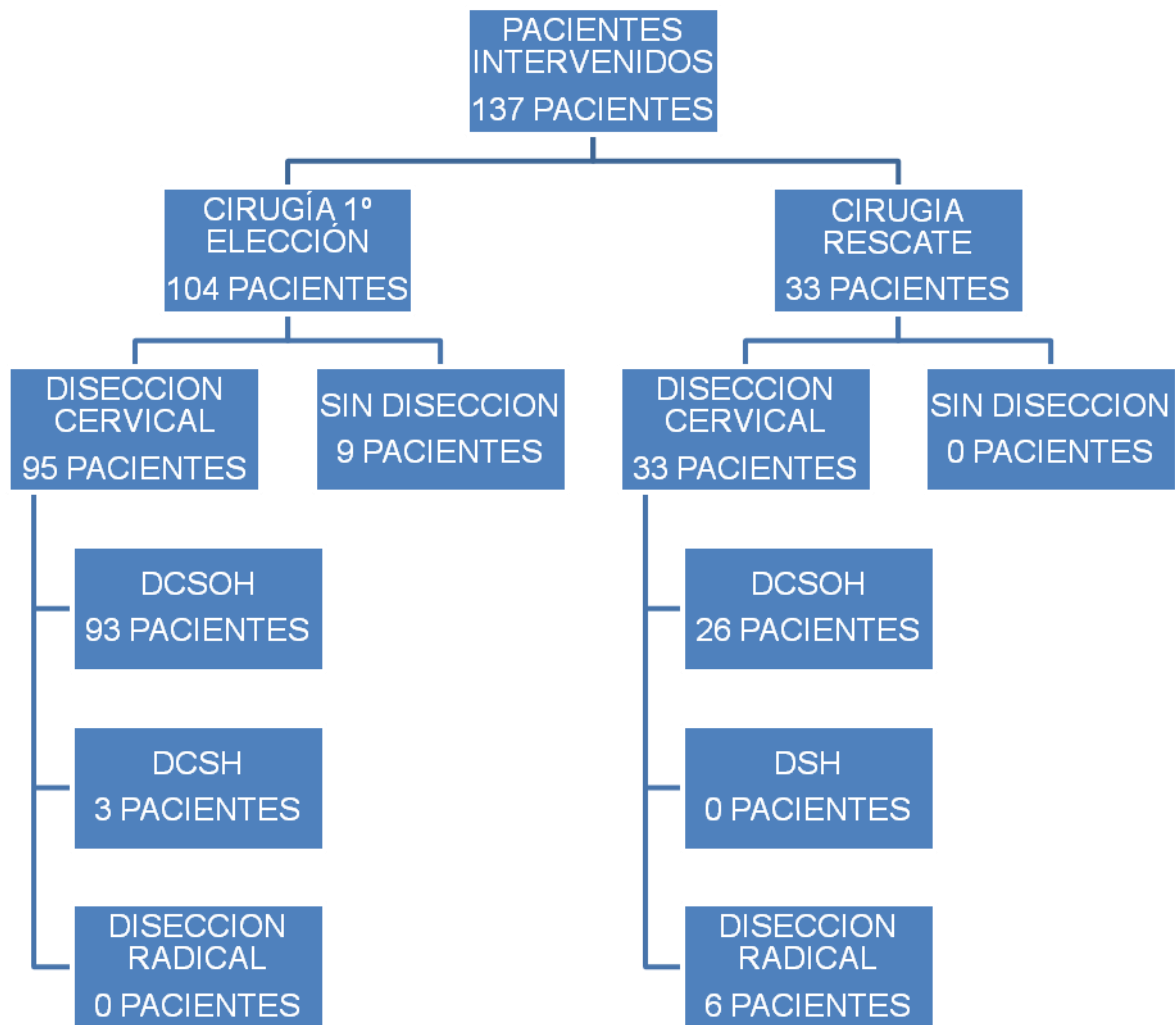 PACIENTES
INTERVENIDOS
137 PACIENTES
CIRUGÍA 1º
ELECCIÓN
104 PACIENTES
CIRUGIA
RESCATE
33 PACIENTES
DISECCION
CERVICAL
95 PACIENTES
SIN DISECCION
9 PACIENTES
DISECCION
CERVICAL
33 PACIENTES
SIN DISECCION
0 PACIENTES
DCSOH
93 PACIENTES
DCSOH
26 PACIENTES
DCSH
3 PACIENTES
DSH
0 PACIENTES
DISECCION
RADICAL
0 PACIENTES
DISECCION
RADICAL
6 PACIENTES